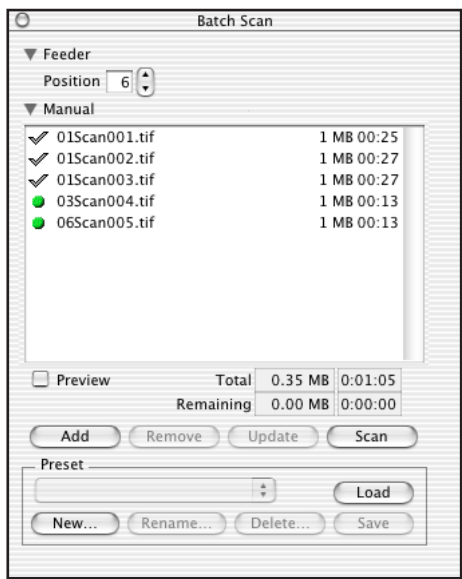 Batch Scan
Feeder
Position 6
Manual
01Scan001.tif 1 MB 00:25
01Scan002.tif 1 MB 00:27
01Scan003.tif 1 MB 00:27
03Scan004.tif 1 MB 00:13
06Scan005.tif 1 MB 00:13
Preview Total 0.35 MB 0:01:05
Remaining 0.00 MB 0:00:00
Add Remove Update Scan
Preset
Load
New... Rename... Delete... Save